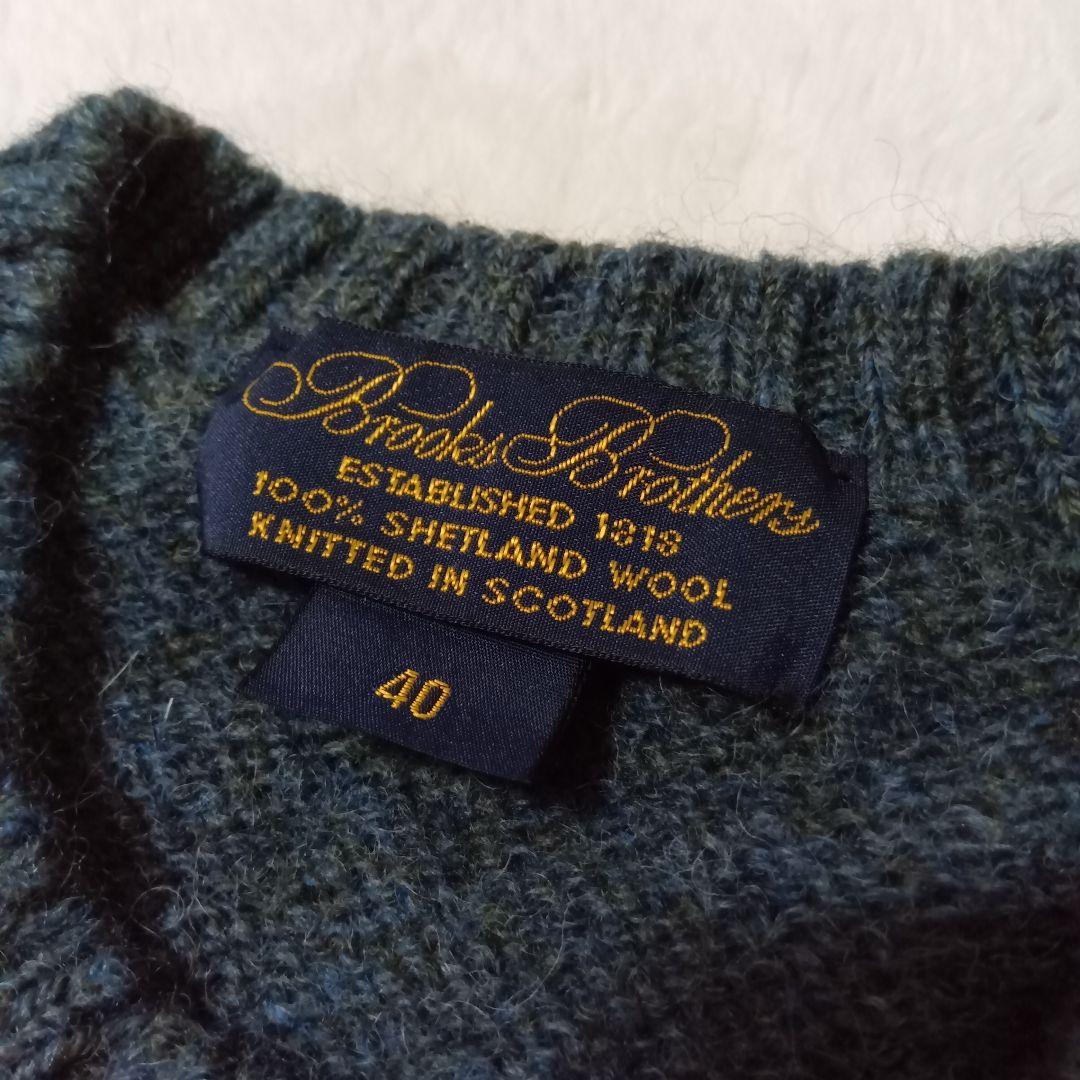 Brooks Brothers
ESTABLISHED 1818
100% SHETLAND WOOL
KNITTED IN SCOTLAND
40